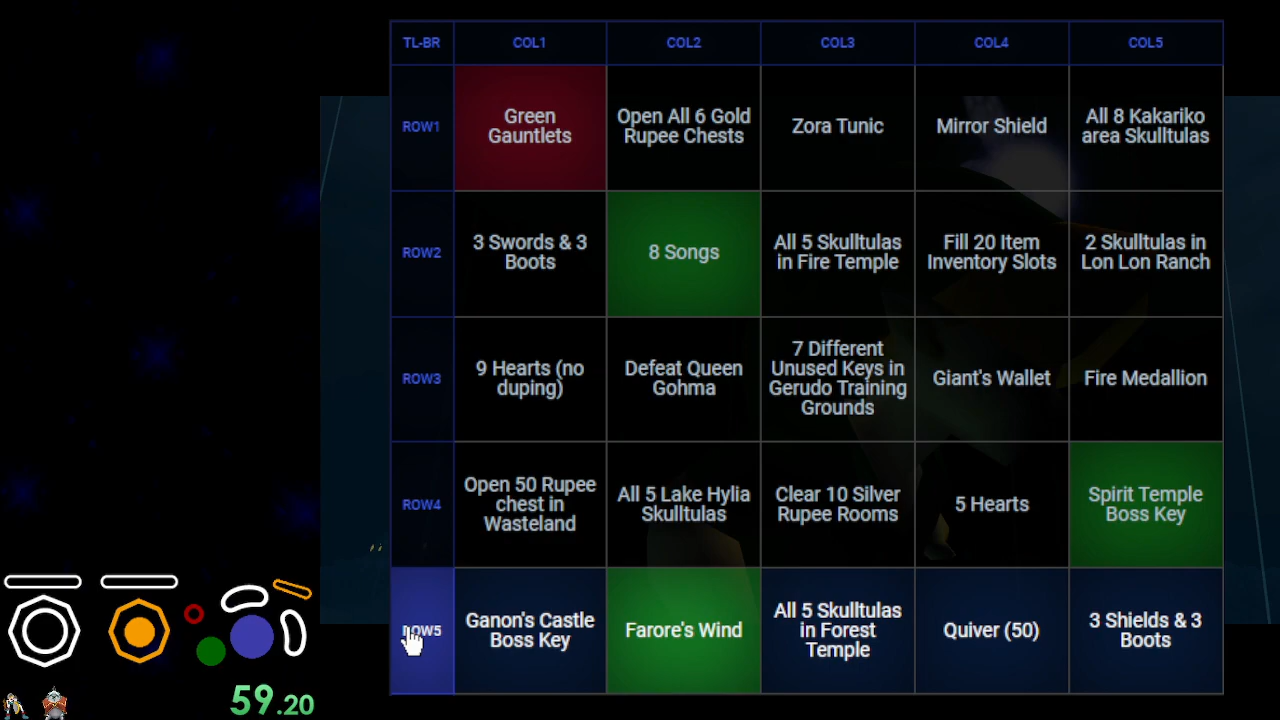 TL-BR COL1 COL2 COL3 COL4 COL5
ROW1
Green
Gauntlets
Open All 6 Gold
Rupee Chests
Zora Tunic
Mirror Shield
All 8 Kakariko
area Skulltulas
ROW2
3 Swords & 3
Boots
8 Songs
All 5 Skulltulas
in Fire Temple
Fill 20 Item
Inventory Slots
2 Skulltulas in
Lon Lon Ranch
ROW3
9 Hearts (no
duping)
Defeat Queen
Gohma
7 Different
Unused Keys in
Gerudo Training
Grounds
Giant's Wallet
Fire Medallion
ROW4
Open 50 Rupee
chest in
Wasteland
All 5 Lake Hylia
Skulltulas
Clear 10 Silver
Rupee Rooms
5 Hearts
Spirit Temple
Boss Key
ROW5
Ganon's Castle
Boss Key
Farore's Wind
All 5 Skulltulas
in Forest
Temple
Quiver (50)
3 Shields & 3
Boots
59.20